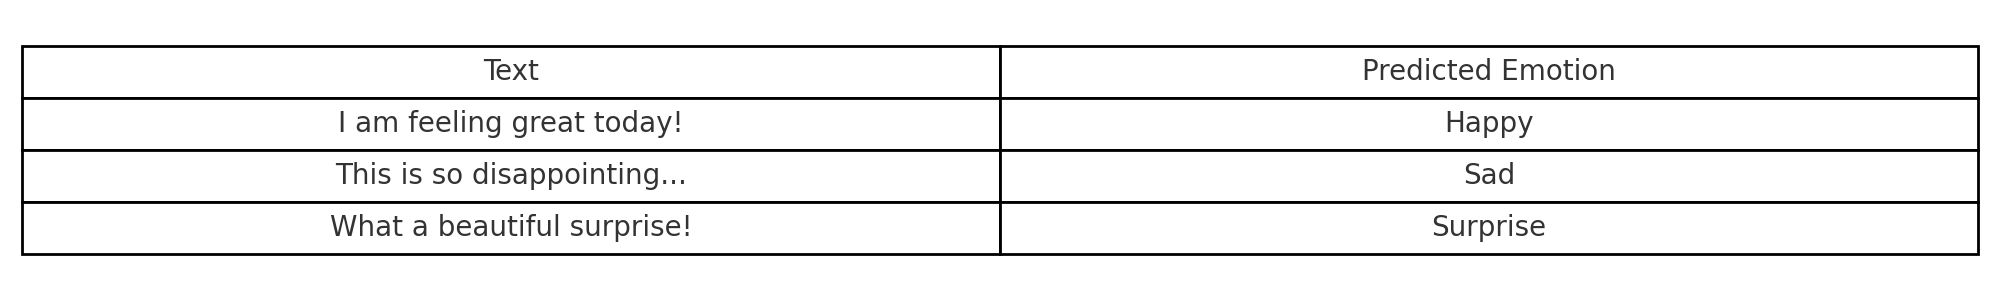 Text Predicted Emotion
I am feeling great today! Happy
This is so disappointing... Sad
What a beautiful surprise! Surprise